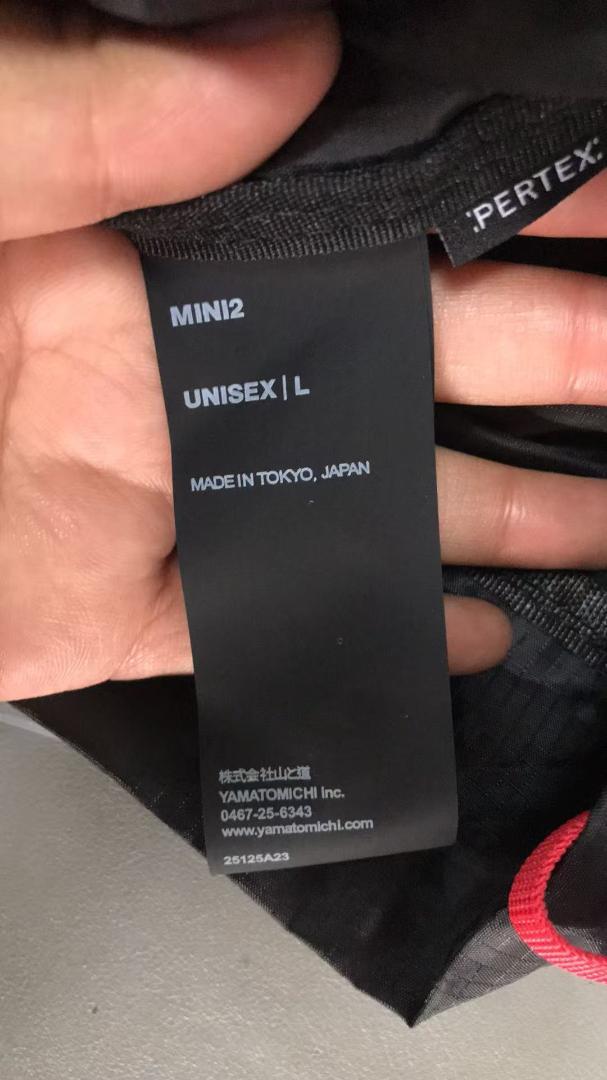 PERTEX
MINI2
UNISEX | L
MADE IN TOKYO, JAPAN
株式会社山と道
YAMATOMICHI Inc.
0467-25-6343
www.yamatomichi.com
25125A23